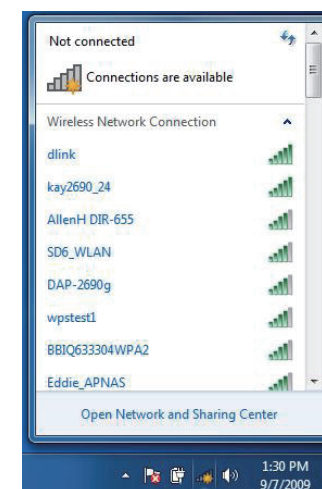 Not connected
Connections are available
Wireless Network Connection
dlink
kay2690_24
AllenH DIR-655
SD6_WLAN
DAP-2690g
wpstest1
BBIQ633304WPA2
Eddie_APNAS
Open Network and Sharing Center
1:30 PM
9/7/2009